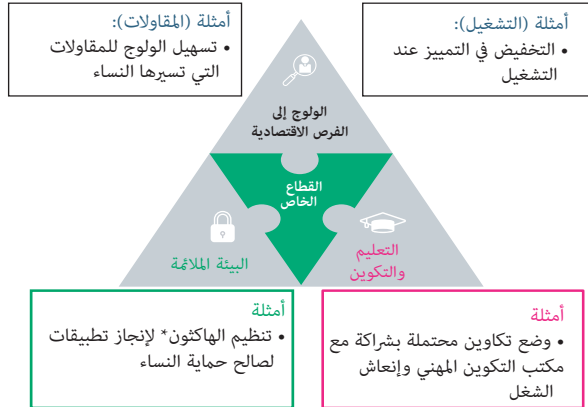 أمثلة (التشغيل):
• التخفيض في التمييز عند
التشغيل
أمثلة (المقاولات):
• تسهيل الولوج للمقاولات
التي تسيرها النساء
الولوج إلى
الفرص الاقتصادية
القطاع
الخاص
التعليم
والتكوين
البيئة الملائمة
أمثلة
• وضع تكاوين محتملة بشراكة مع
مكتب التكوين المهني وإنعاش
الشغل
أمثلة
• تنظيم الهاكثون* لإنجاز تطبيقات
لصالح حماية النساء